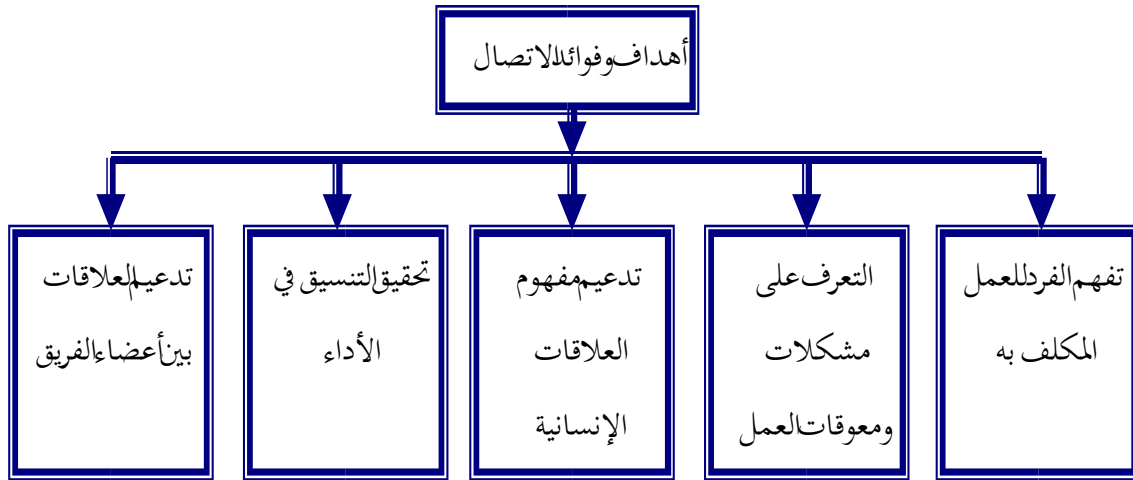 أهداف وفوائد الاتصال
تفهم الفرد للعمل
المكلف به
التعرف على
مشكلات
ومعوقات العمل
تدعيم مفهوم
العلاقات
الإنسانية
تحقيق التنسيق في
الأداء
تدعيم العلاقات
بين أعضاء الفريق